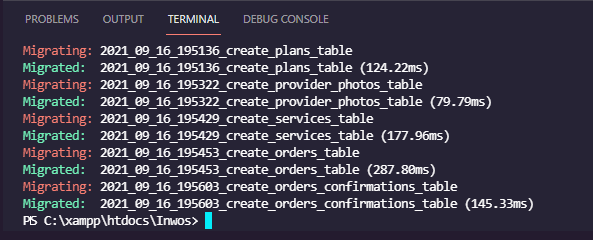 PROBLEMS OUTPUT TERMINAL DEBUG CONSOLE
Migrating: 2021_09_16_195136_create_plans_table
Migrated: 2021_09_16_195136_create_plans_table (124.22ms)
Migrating: 2021_09_16_195322_create_provider_photos_table
Migrated: 2021_09_16_195322_create_provider_photos_table (79.79ms)
Migrating: 2021_09_16_195429_create_services_table
Migrated: 2021_09_16_195429_create_services_table (177.96ms)
Migrating: 2021_09_16_195453_create_orders_table
Migrated: 2021_09_16_195453_create_orders_table (287.80ms)
Migrating: 2021_09_16_195603_create_orders_confirmations_table
Migrated: 2021_09_16_195603_create_orders_confirmations_table (145.33ms)
PS C:\xampp\htdocs\Inwos>